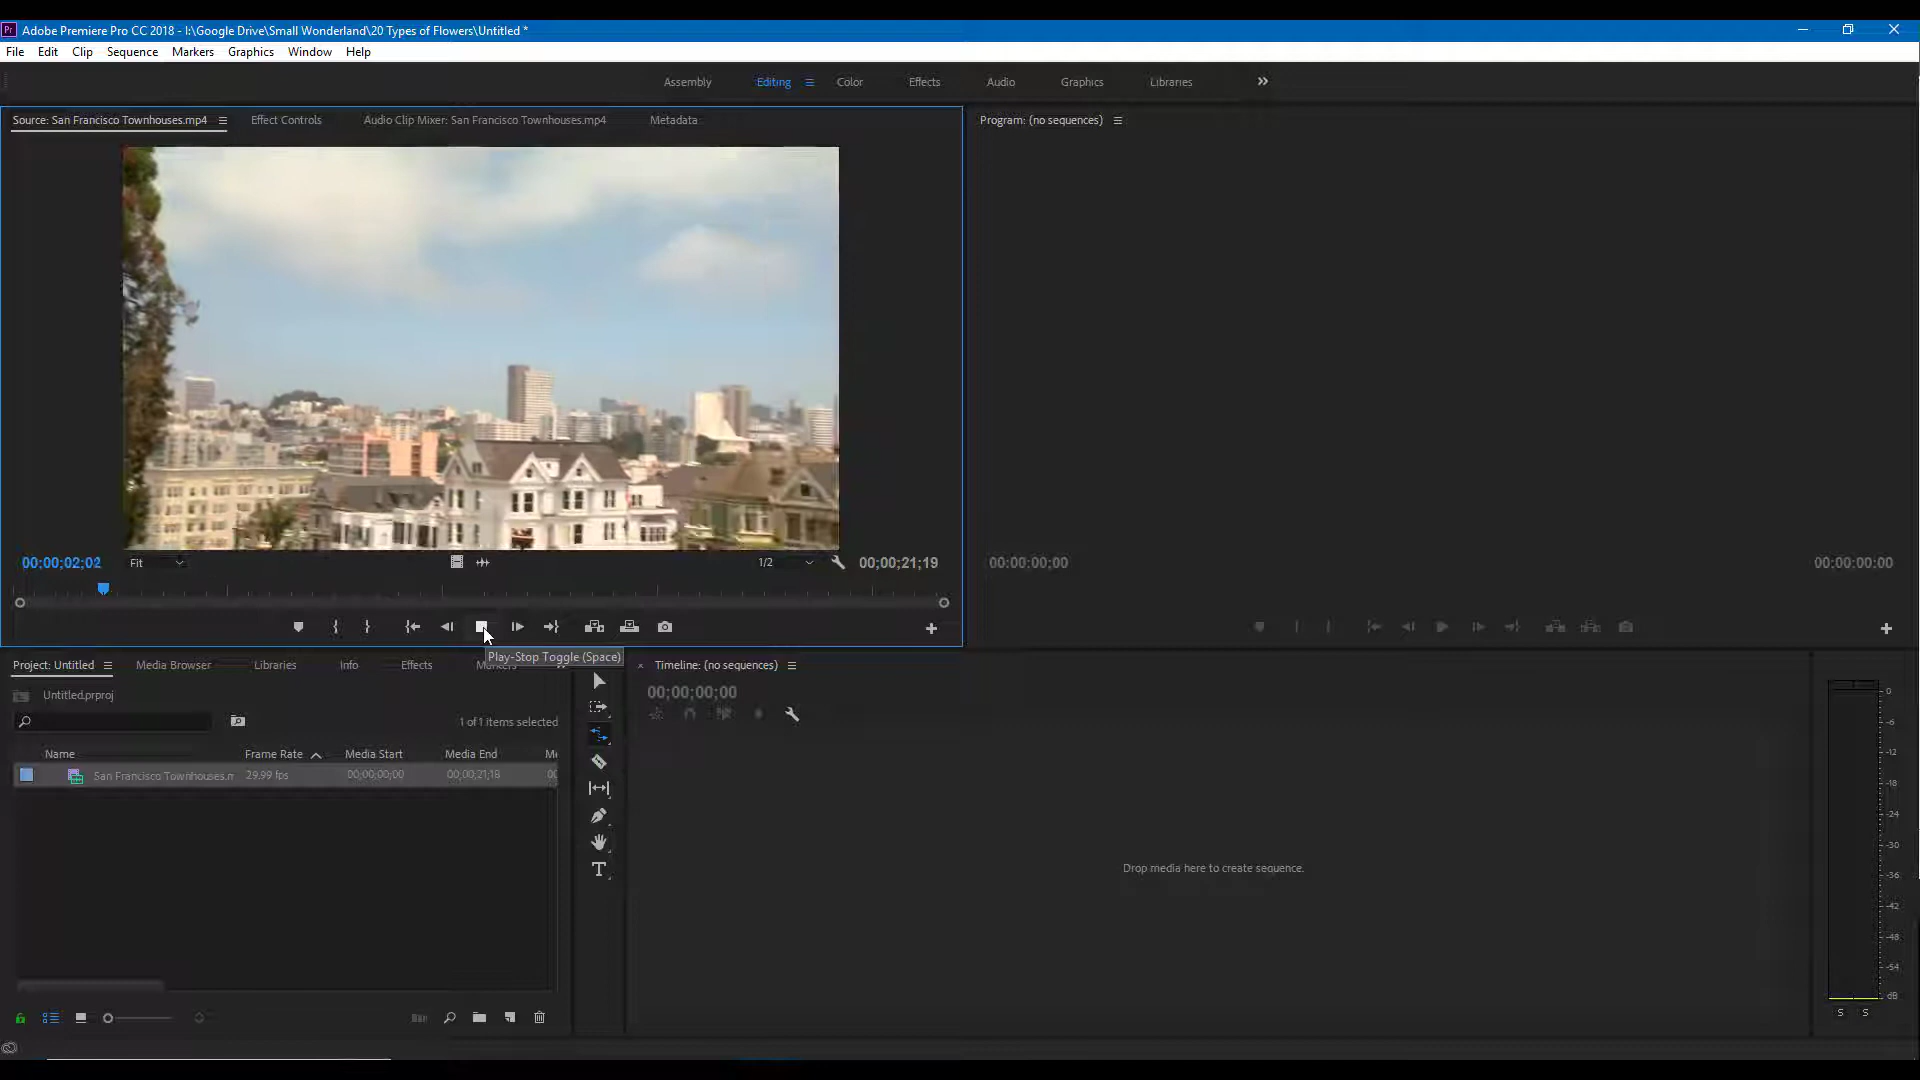 Pr Adobe Premiere Pro CC 2018 - I:\Google Drive\Small Wonderland\20 Types of Flowers\Untitled *
File Edit Clip Sequence Markers Graphics Window Help
Assembly Editing Color Effects Audio Graphics Libraries
Source: San Francisco Townhouses.mp4 Effect Controls Audio Clip Mixer: San Francisco Townhouses.mp4 Metadata
Program: (no sequences)
00;00;02;02 Fit 1/2 00;00;21;19
00:00:00;00 00:00:00:00
Play-Stop Toggle (Space)
Project: Untitled Media Browser Libraries Info Effects Markers
Timeline: (no sequences)
Untitled.prproj
00;00;00;00
1 of 1 items selected
Name Frame Rate Media Start Media End
San Francisco Townhouses.m 29.99 fps 00;00;00;00 00;00;21;18
T
Drop media here to create sequence.
0
-6
-12
-18
-24
-30
-36
-42
-48
-54
dB
S S